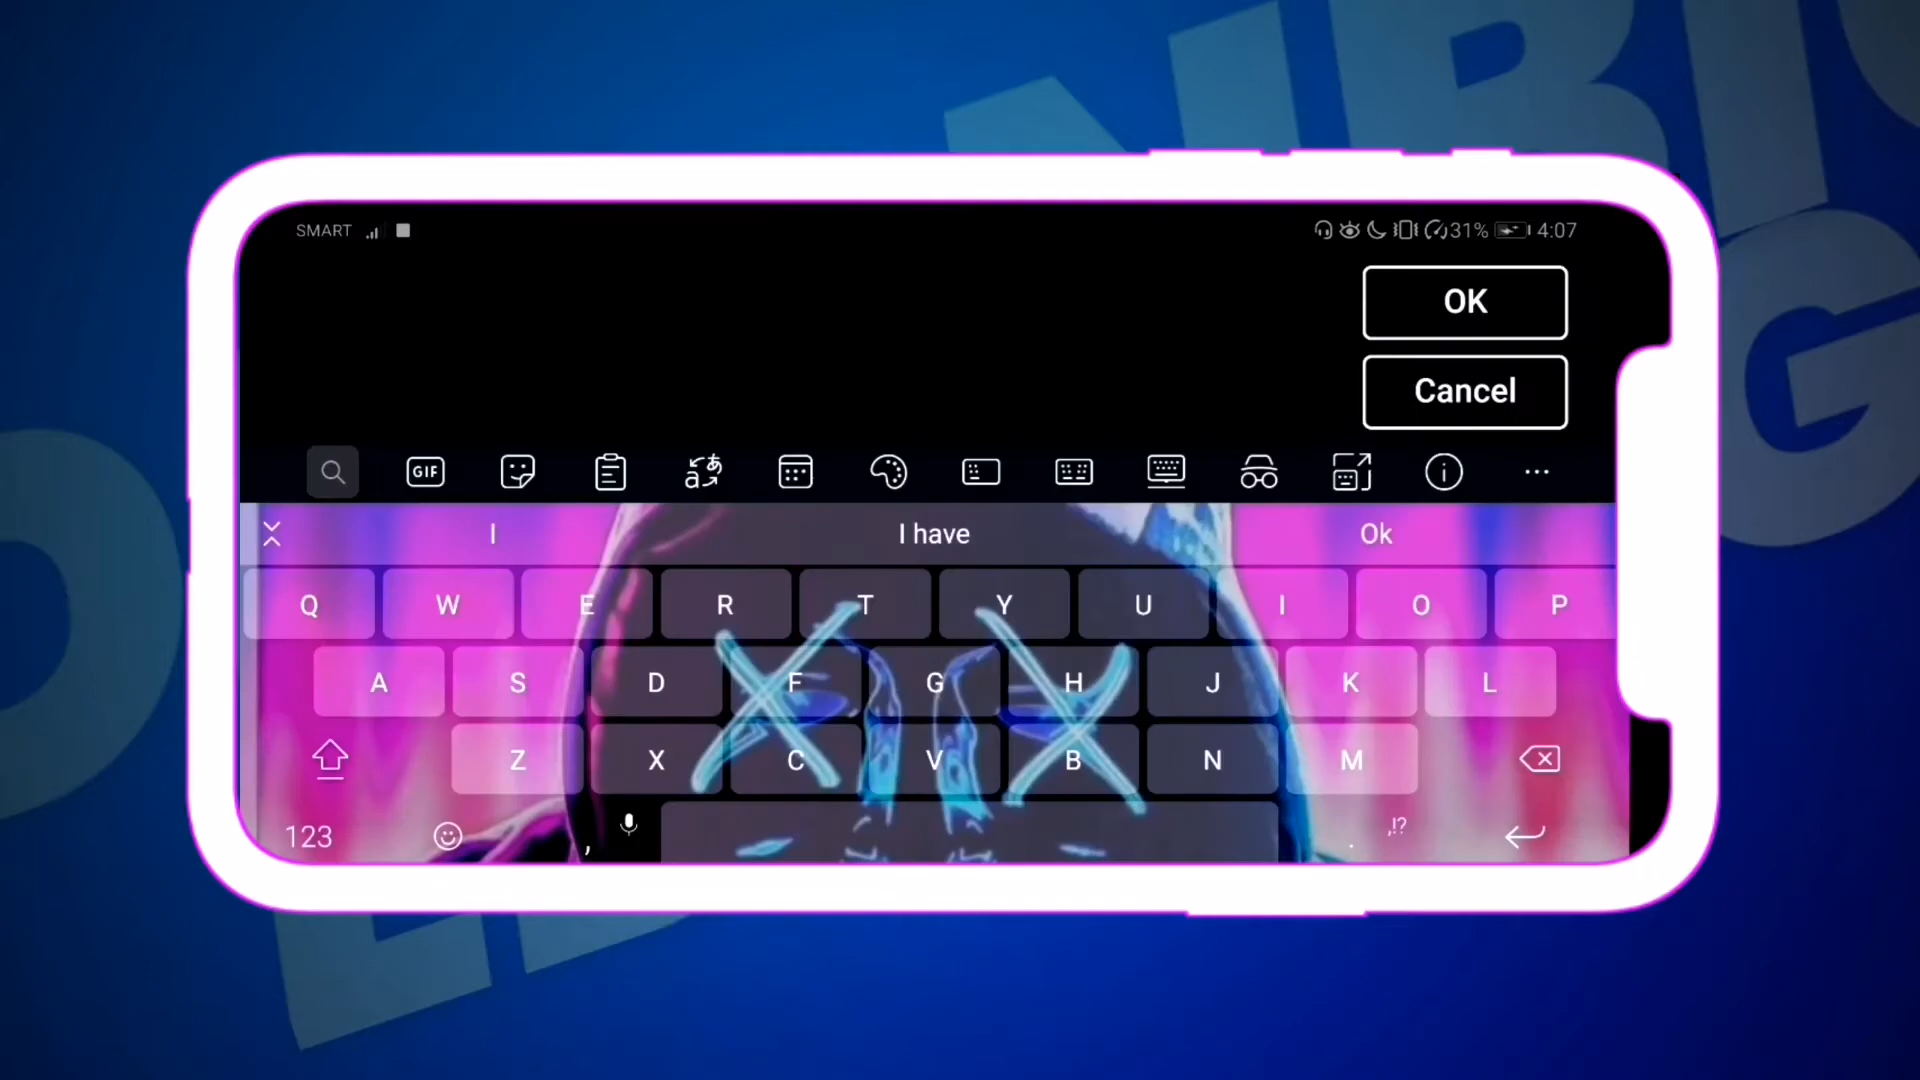 SMART 31% 4:07
OK
Cancel
GIF
I I have Ok
Q W E R T Y U I O P
A S D F G H J K L
Z X C V B N M
123 , . ,!?